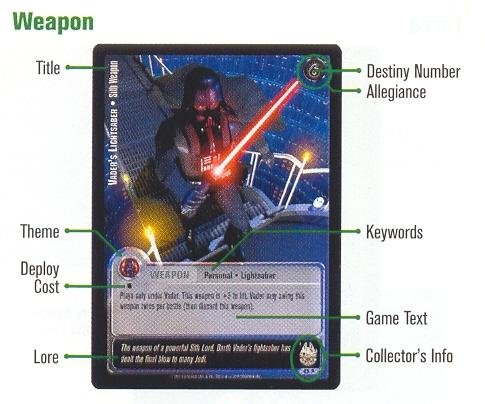 Weapon
Title
Destiny Number
Allegiance
VADER'S LIGHTSABER • Sith Weapon
Theme
Keywords
WEAPON Personal • Lightsaber
Deploy
Cost
Plays only under Vader. This weapon is +3 to hit. Vader may swing this
weapon twice per battle (then discard this weapon).
Game Text
Lore
The weapon of a powerful Sith Lord, Darth Vader's lightsaber has
dealt the final blow to many Jedi.
Collector's Info